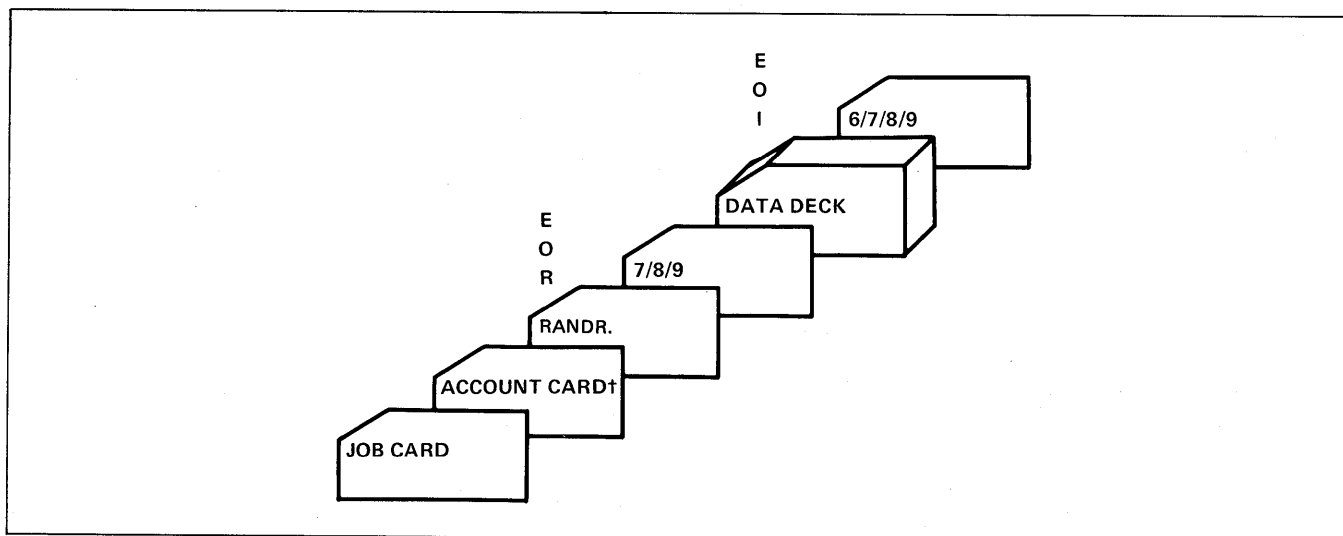 E
O
I
6/7/8/9
DATA DECK
E
O
R
7/8/9
RANDR.
ACCOUNT CARD†
JOB CARD